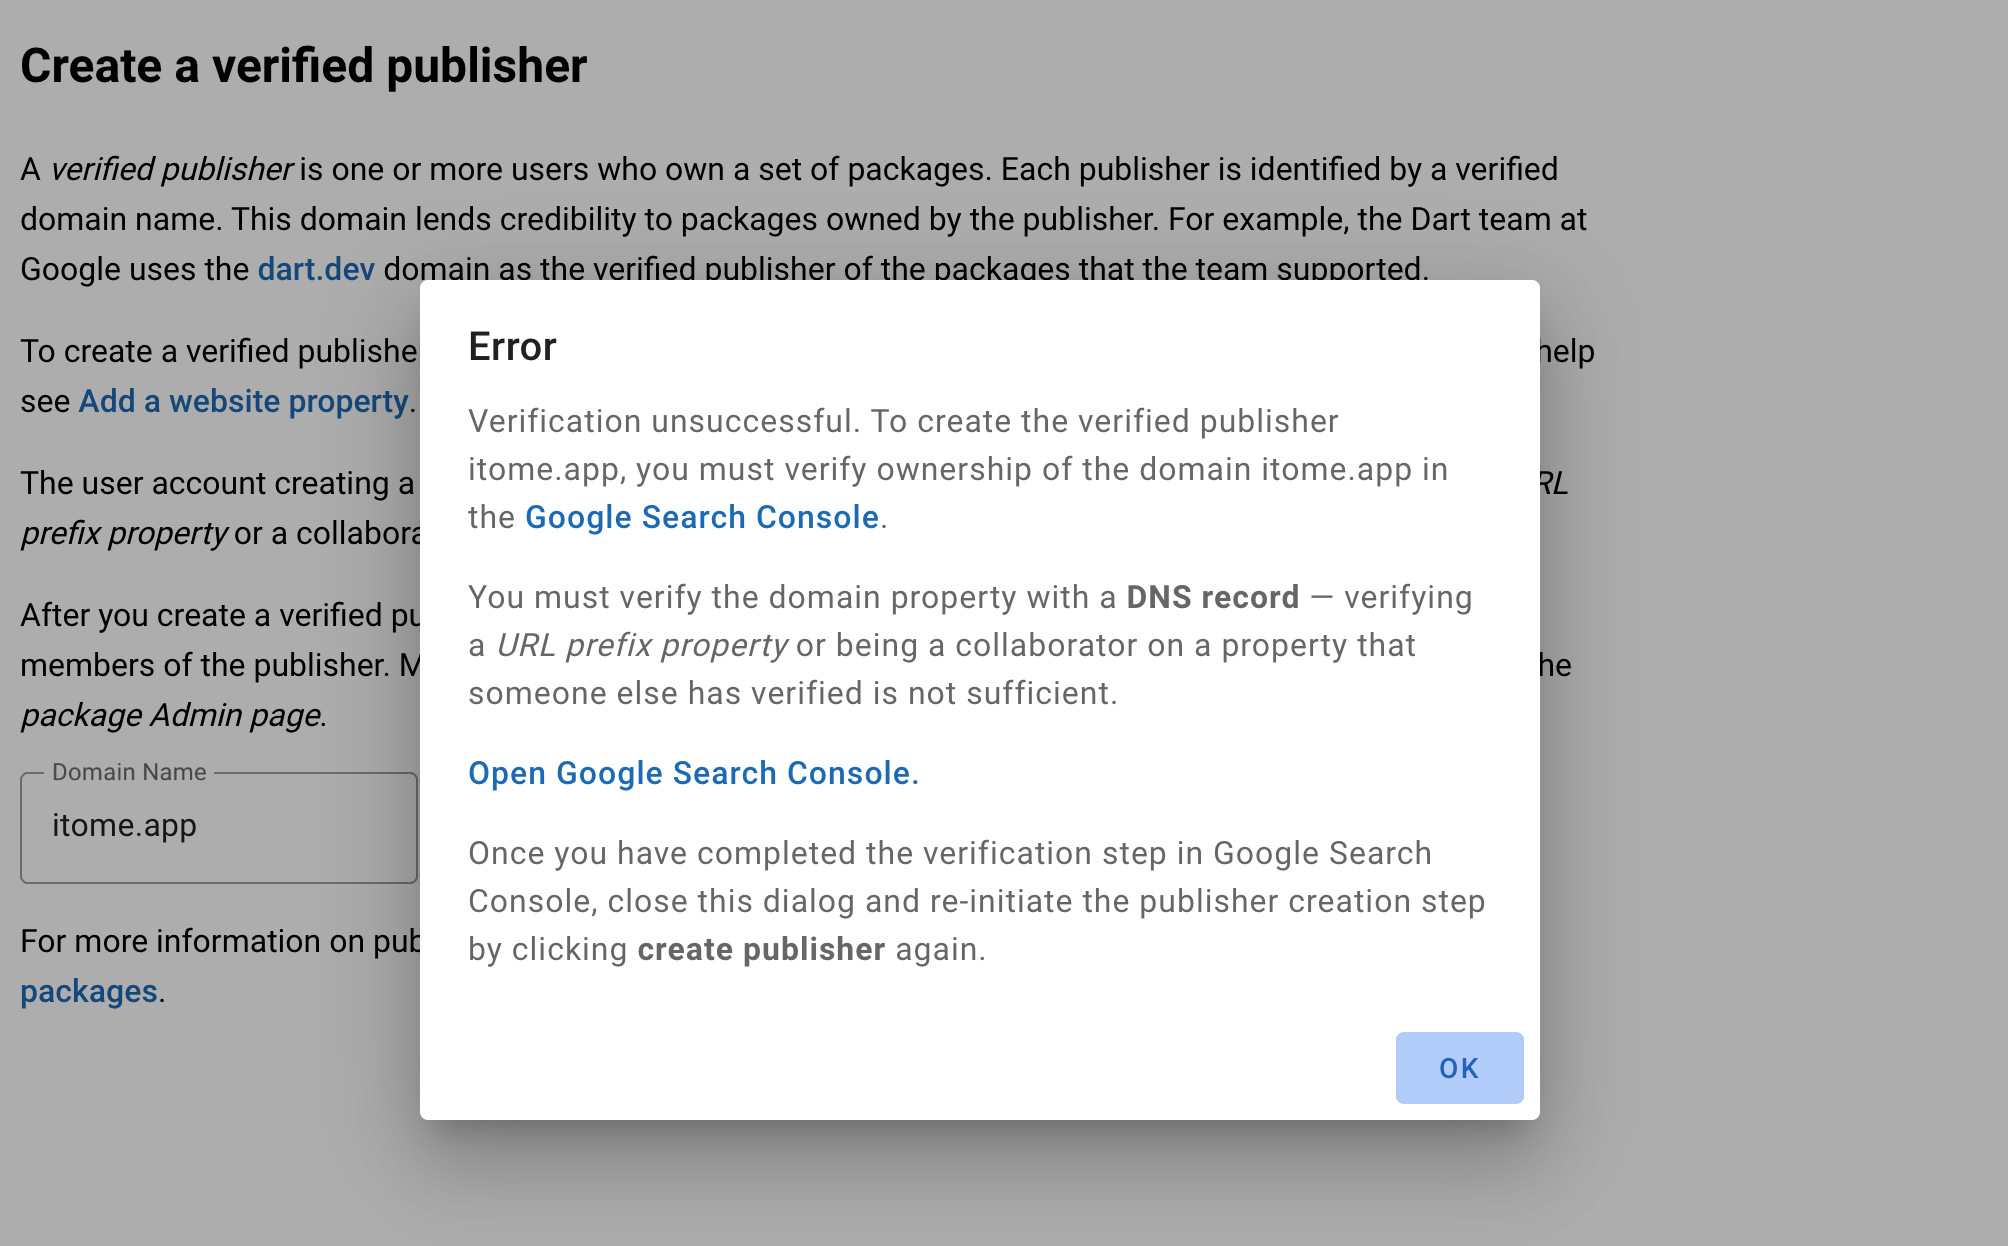 Create a verified publisher
A verified publisher is one or more users who own a set of packages. Each publisher is identified by a verified
domain name. This domain lends credibility to packages owned by the publisher. For example, the Dart team at
Google uses the dart.dev domain as the verified publisher of the packages that the team supported.
To create a verified publishe
help
see Add a website property.
The user account creating a
RL
prefix property or a collabora
After you create a verified pu
members of the publisher. M
he
package Admin page.
Domain Name
itome.app
For more information on pub
packages.
Error
Verification unsuccessful. To create the verified publisher
itome.app, you must verify ownership of the domain itome.app in
the Google Search Console.
You must verify the domain property with a DNS record — verifying
a URL prefix property or being a collaborator on a property that
someone else has verified is not sufficient.
Open Google Search Console.
Once you have completed the verification step in Google Search
Console, close this dialog and re-initiate the publisher creation step
by clicking create publisher again.
OK